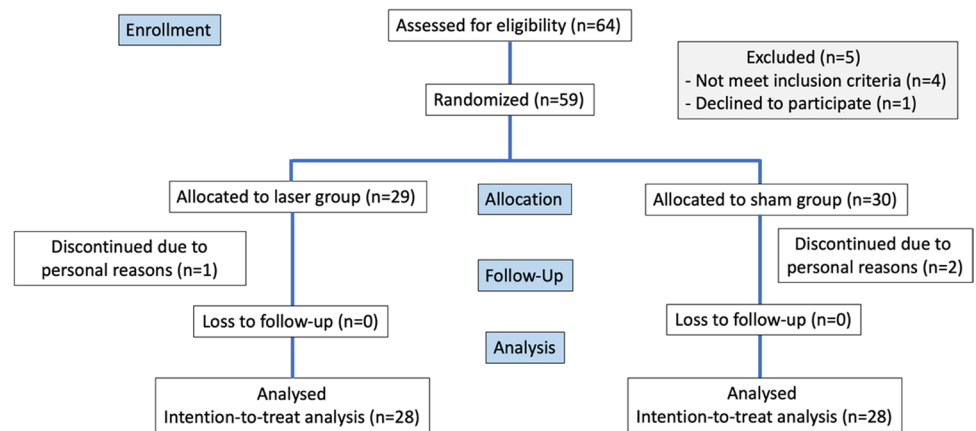 Enrollment
Assessed for eligibility (n=64)
Excluded (n=5)
- Not meet inclusion criteria (n=4)
- Declined to participate (n=1)
Randomized (n=59)
Allocated to laser group (n=29)
Allocation
Allocated to sham group (n=30)
Discontinued due to
personal reasons (n=1)
Discontinued due to
personal reasons (n=2)
Follow-Up
Loss to follow-up (n=0)
Loss to follow-up (n=0)
Analysis
Analysed
Intention-to-treat analysis (n=28)
Analysed
Intention-to-treat analysis (n=28)